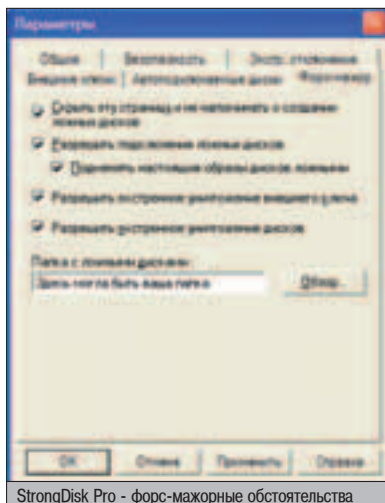 Параметры
Общие Безопасность Экстр. отключение
Внешние ключи Автоподключаемые диски Форс-мажор
Скрыть эту страницу и не напоминать о создании
ложных дисков
Разрешить подключение ложных дисков
Подменять настоящие образы дисков ложными
Разрешить экстренное уничтожение внешнего ключа
Разрешить экстренное уничтожение дисков
Папка с ложными дисками:
Здесь могла быть ваша папка Обзор...
OK Отмена Применить Справка
StrongDisk Pro - форс-мажорные обстоятельства